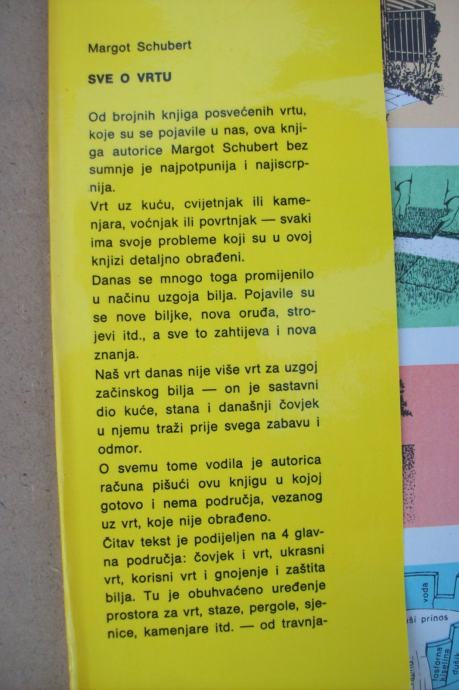 Margot Schubert
SVE O VRTU
Od brojnih knjiga posvećenih vrtu,
koje su se pojavile u nas, ova knji-
ga autorice Margot Schubert bez
sumnje je najpotpunija i najiscrp-
nija.
Vrt uz kuću, cvijetnjak ili kame-
njara, voćnjak ili povrtnjak — svaki
ima svoje probleme koji su u ovoj
knjizi detaljno obrađeni.
Danas se mnogo toga promijenilo
u načinu uzgoja bilja. Pojavile su
se nove biljke, nova oruđa, stro-
jevi itd., a sve to zahtijeva i nova
znanja.
Naš vrt danas nije više vrt za uzgoj
začinskog bilja — on je sastavni
dio kuće, stana i današnji čovjek
u njemu traži prije svega zabavu i
odmor.
O svemu tome vodila je autorica
računa pišući ovu knjigu u kojoj
gotovo i nema područja, vezanog
uz vrt, koje nije obrađeno.
Čitav tekst je podijeljen na 4 glav-
na područja: čovjek i vrt, ukrasni
vrt, korisni vrt i gnojenje i zaštita
bilja. Tu je obuhvaćeno uređenje
prostora za vrt, staze, pergole, sje-
nice, kamenjare itd. — od travnja-
voda
prinos
fosforna
kiselina